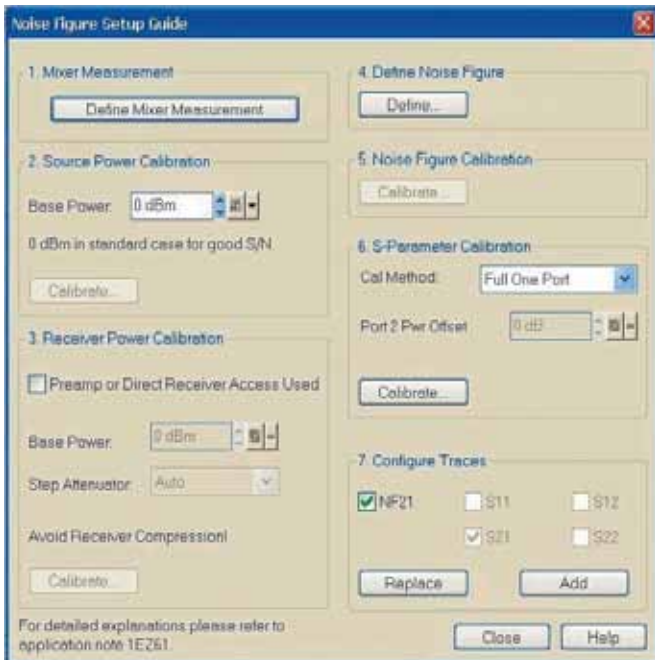 Noise Figure Setup Guide
1. Mixer Measurement
Define Mixer Measurement
2. Source Power Calibration
Base Power: 0 dBm
0 dBm in standard case for good S/N.
Calibrate...
3. Receiver Power Calibration
Preamp or Direct Receiver Access Used
Base Power: 0 dBm
Step Attenuator: Auto
Avoid Receiver Compression!
Calibrate...
For detailed explanations please refer to
application note 1EZ61.
4. Define Noise Figure
Define...
5. Noise Figure Calibration
Calibrate...
6. S-Parameter Calibration
Cal Method: Full One Port
Port 2 Pwr Offset 0 dB
Calibrate...
7. Configure Traces
NF21 S11 S12
S21 S22
Replace Add
Close Help